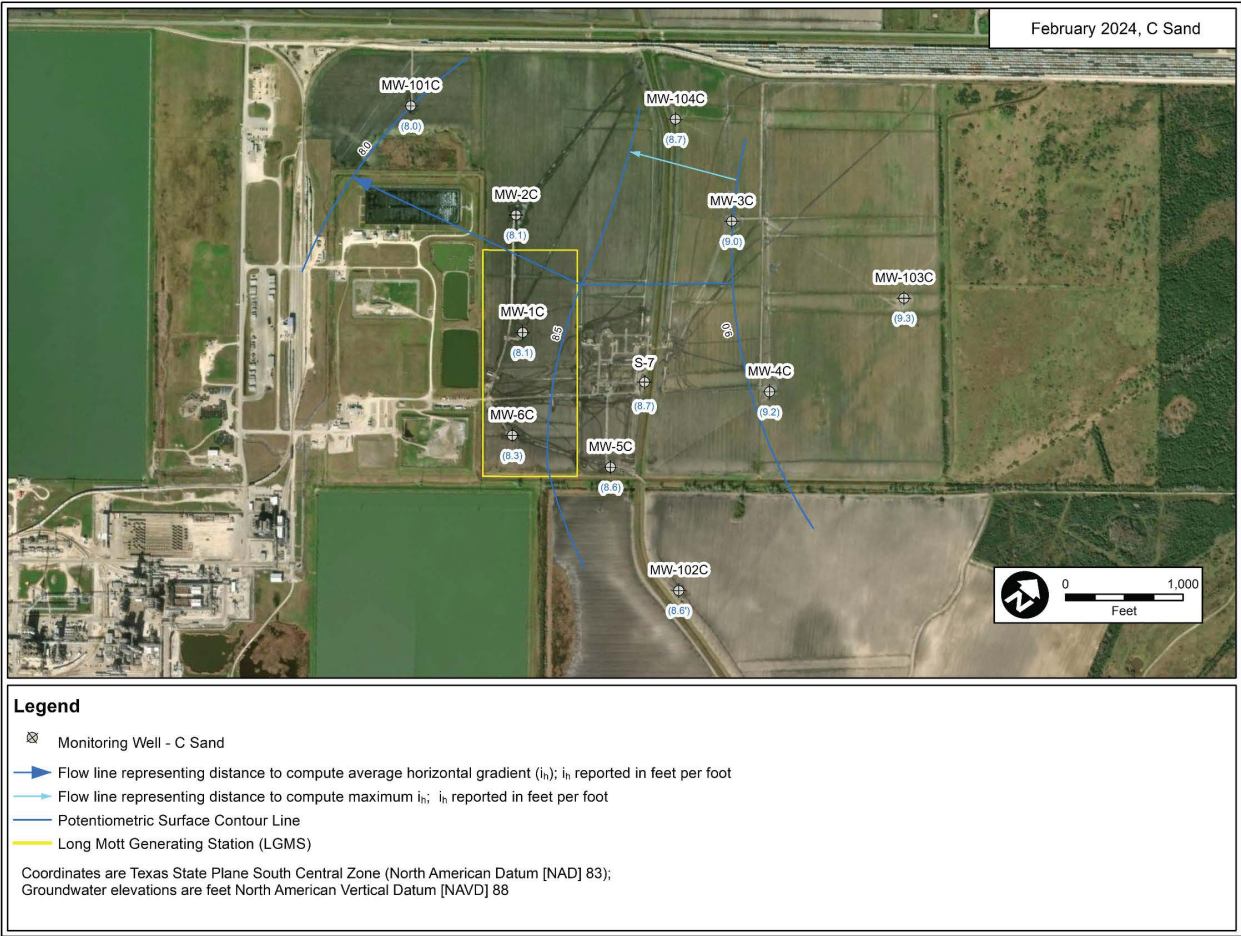 February 2024, C Sand
MW-101C
(8.0)
8.0
MW-104C
(8.7)
MW-2C
(8.1)
MW-3C
(9.0)
MW-103C
(9.3)
MW-1C
(8.1)
8.5
9.0
S-7
(8.7)
MW-4C
(9.2)
MW-6C
(8.3)
MW-5C
(8.6)
MW-102C
(8.6')
N
0 1,000
Feet
Legend
Monitoring Well - C Sand
Flow line representing distance to compute average horizontal gradient (ih); ih reported in feet per foot
Flow line representing distance to compute maximum ih; ih reported in feet per foot
Potentiometric Surface Contour Line
Long Mott Generating Station (LGMS)
Coordinates are Texas State Plane South Central Zone (North American Datum [NAD] 83);
Groundwater elevations are feet North American Vertical Datum [NAVD] 88